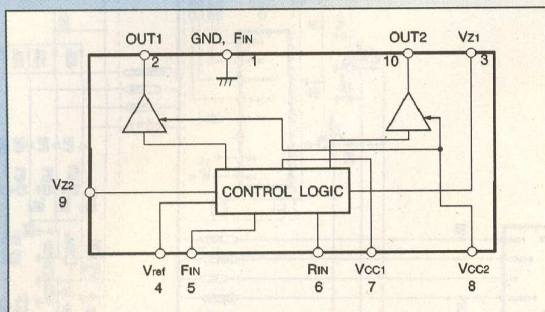 OUT1 GND, FIN OUT2 VZ1
2 1 10 3
VZ2
9
CONTROL LOGIC
Vref FIN RIN VCC1 VCC2
4 5 6 7 8